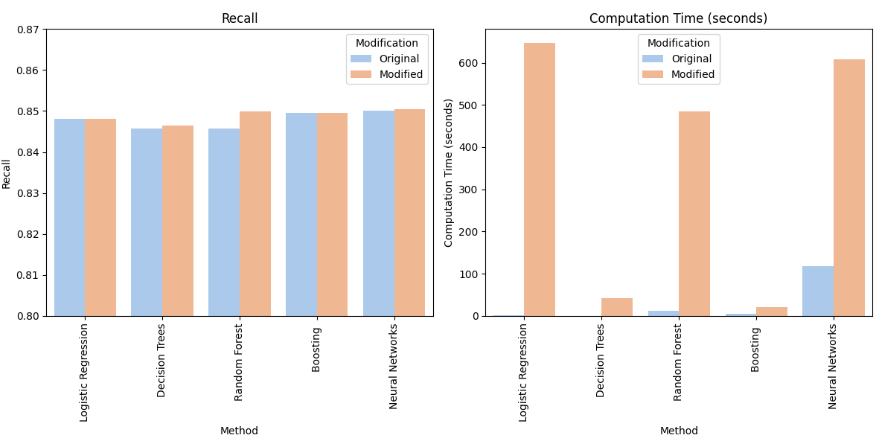 Recall
Recall
0.87
0.86
0.85
0.84
0.83
0.82
0.81
0.80
Modification
Original
Modified
Logistic Regression
Decision Trees
Random Forest
Boosting
Neural Networks
Method
Computation Time (seconds)
Computation Time (seconds)
600
500
400
300
200
100
0
Modification
Original
Modified
Logistic Regression
Decision Trees
Random Forest
Boosting
Neural Networks
Method